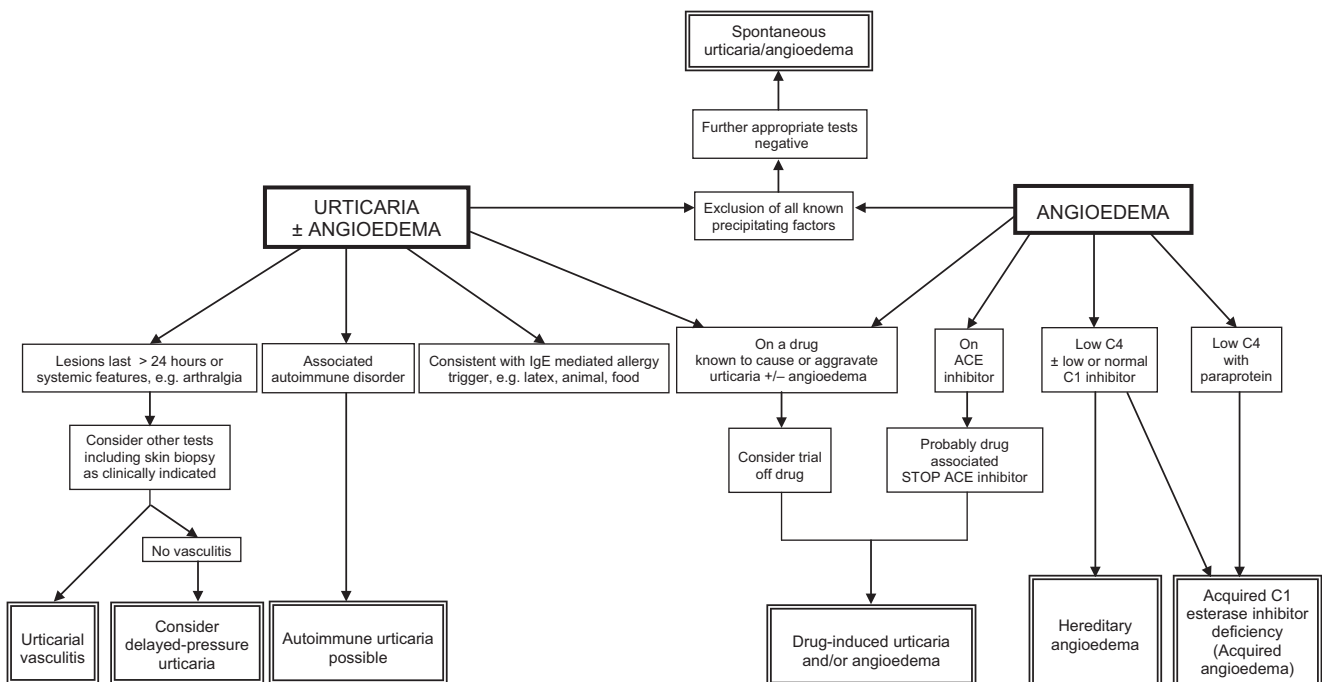 Spontaneous
urticaria/angioedema
Further appropriate tests
negative
URTICARIA
± ANGIOEDEMA
Exclusion of all known
precipitating factors
ANGIOEDEMA
Lesions last > 24 hours or
systemic features, e.g. arthralgia
Associated
autoimmune disorder
Consistent with IgE mediated allergy
trigger, e.g. latex, animal, food
On a drug
known to cause or aggravate
urticaria +/– angioedema
On
ACE
inhibitor
Low C4
± low or normal
C1 inhibitor
Low C4
with
paraprotein
Consider other tests
including skin biopsy
as clinically indicated
Consider trial
off drug
Probably drug
associated
STOP ACE inhibitor
No vasculitis
Urticarial
vasculitis
Consider
delayed-pressure
urticaria
Autoimmune urticaria
possible
Drug-induced urticaria
and/or angioedema
Hereditary
angioedema
Acquired C1
esterase inhibitor
deficiency
(Acquired
angioedema)